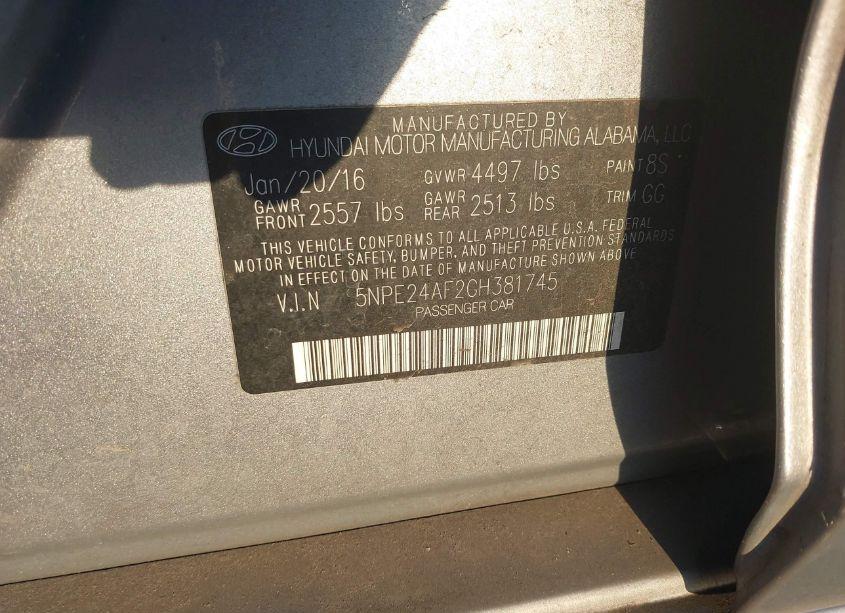 MANUFACTURED BY
HYUNDAI MOTOR MANUFACTURING ALABAMA, LLC
Jan/20/16 GVWR 4497 lbs PAINT 8S
GAWR FRONT 2557 lbs GAWR REAR 2513 lbs TRIM GG
THIS VEHICLE CONFORMS TO ALL APPLICABLE U.S.A. FEDERAL
MOTOR VEHICLE SAFETY, BUMPER, AND THEFT PREVENTION STANDARDS
IN EFFECT ON THE DATE OF MANUFACTURE SHOWN ABOVE
V.I.N 5NPE24AF2GH381745
PASSENGER CAR